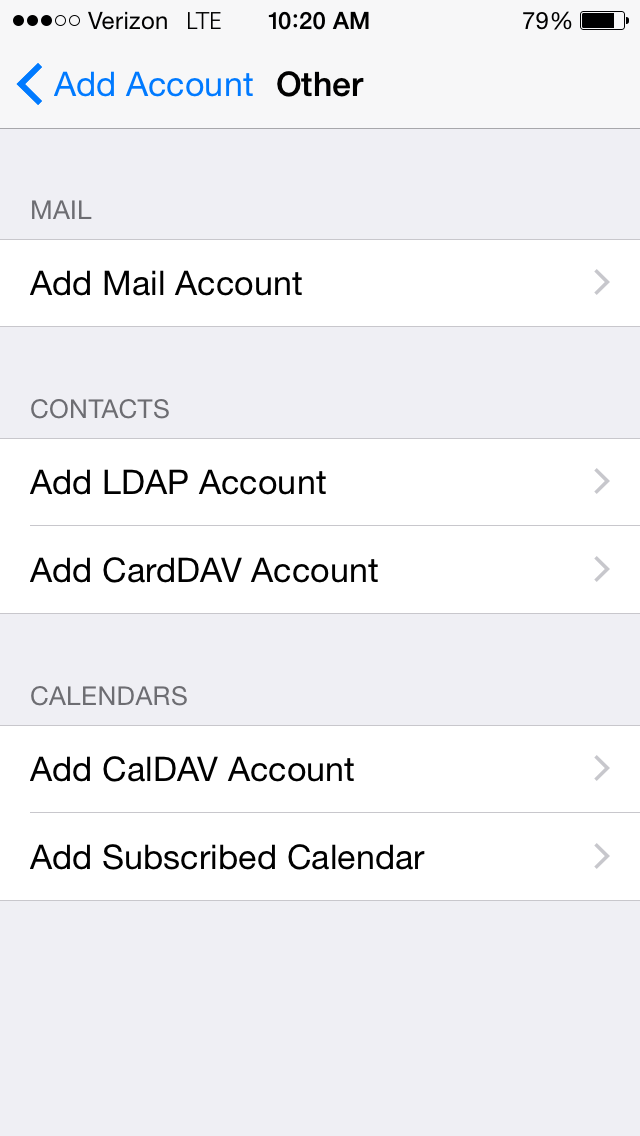 Verizon LTE 10:20 AM 79%
Add Account Other
MAIL
Add Mail Account
CONTACTS
Add LDAP Account
Add CardDAV Account
CALENDARS
Add CalDAV Account
Add Subscribed Calendar